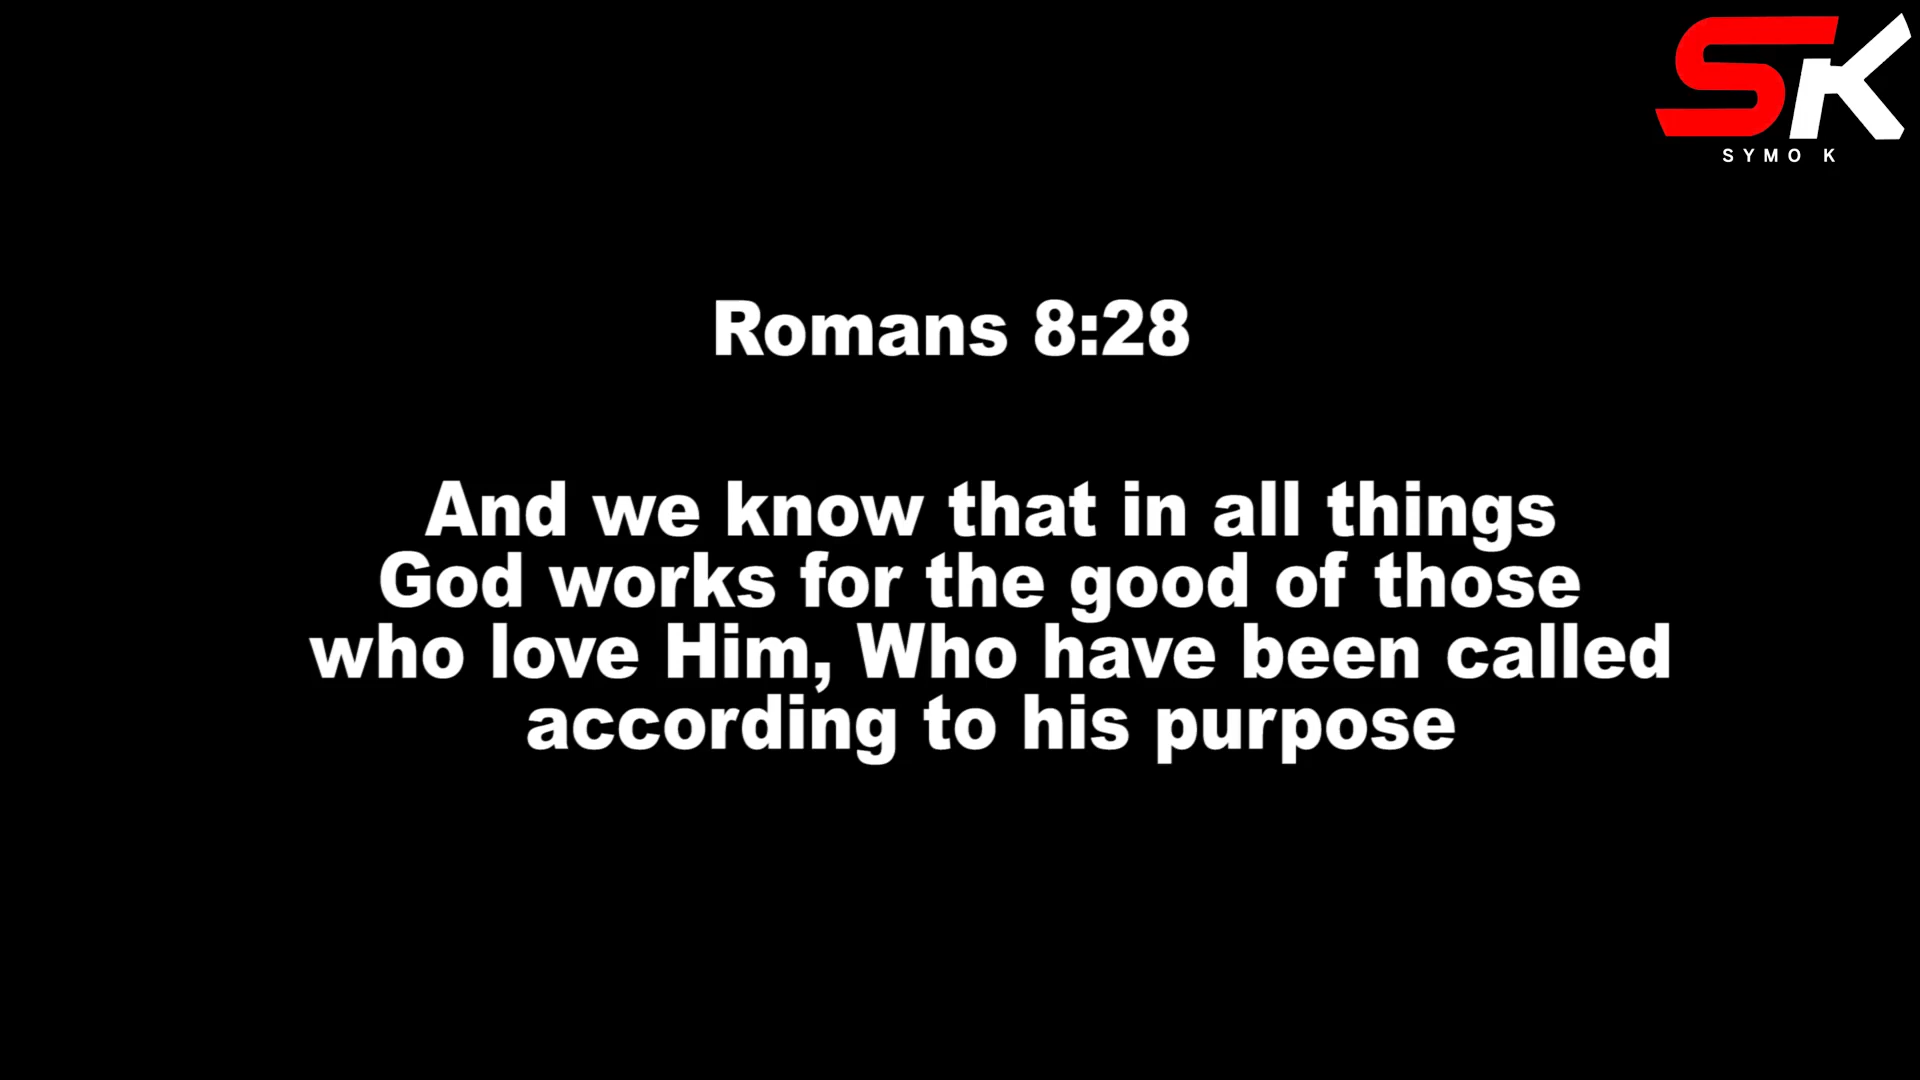 SK
SYMO K
Romans 8:28
And we know that in all things
God works for the good of those
who love Him, Who have been called
according to his purpose